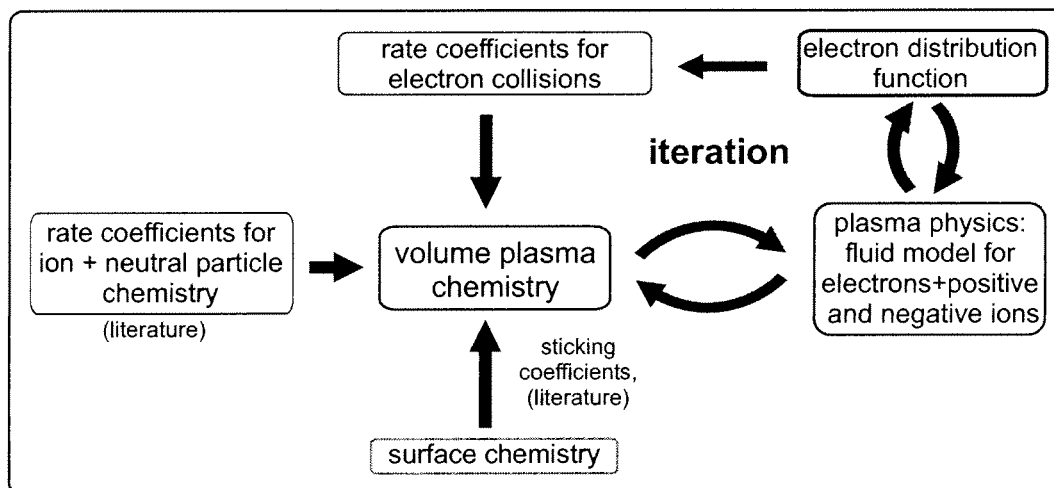 rate coefficients for
electron collisions
electron distribution
function
iteration
rate coefficients for
ion + neutral particle
chemistry
(literature)
volume plasma
chemistry
plasma physics:
fluid model for
electrons+positive
and negative ions
sticking
coefficients,
(literature)
surface chemistry